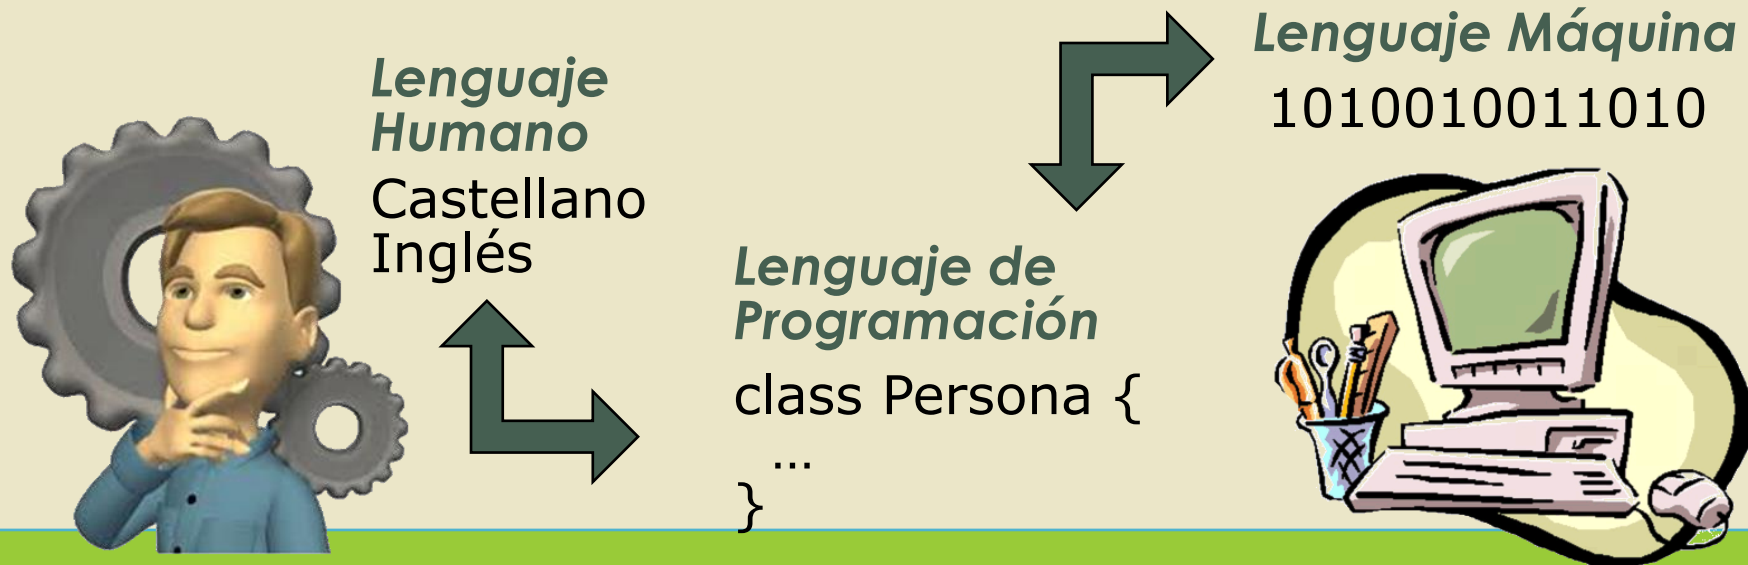 Lenguaje
Humano
Castellano
Inglés
Lenguaje de
Programación
class Persona {
…
}
Lenguaje Máquina
1010010011010